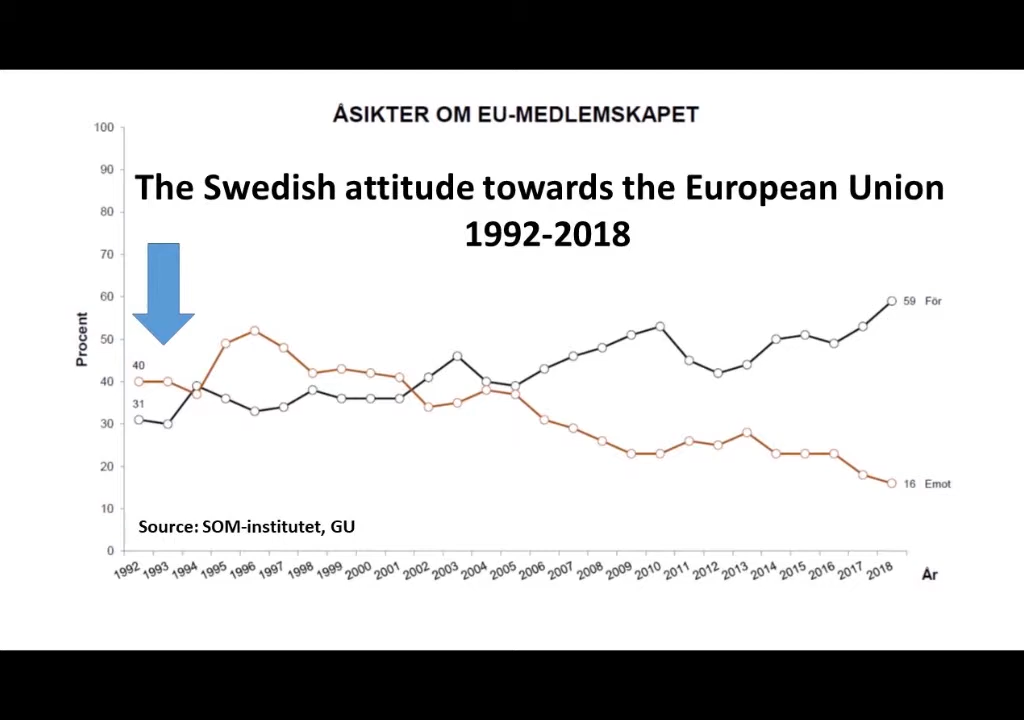 ÅSIKTER OM EU-MEDLEMSKAPET
The Swedish attitude towards the European Union
1992-2018
Procent
100
90
80
70
60
50
40
30
20
10
0
40
31
59 För
16 Emot
Source: SOM-institutet, GU
1992 1993 1994 1995 1996 1997 1998 1999 2000 2001 2002 2003 2004 2005 2006 2007 2008 2009 2010 2011 2012 2013 2014 2015 2016 2017 2018
År